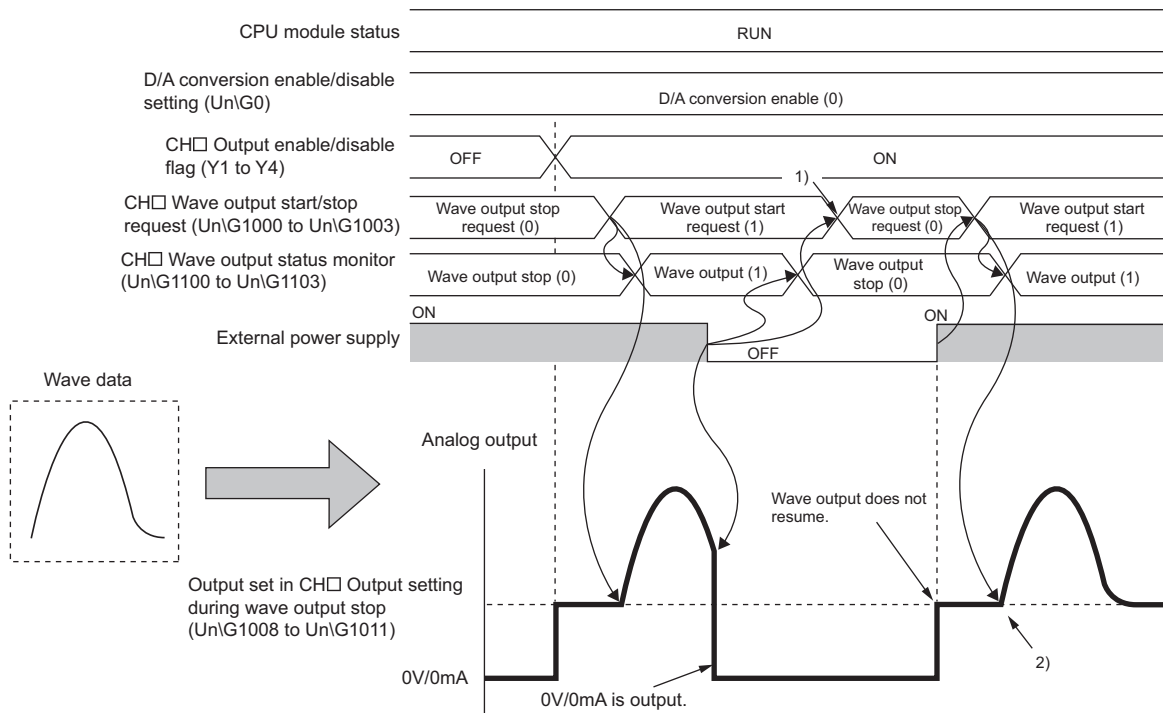 CPU module status
RUN
D/A conversion enable/disable
setting (Un\G0)
D/A conversion enable (0)
CH□ Output enable/disable
flag (Y1 to Y4)
OFF
ON
1)
CH□ Wave output start/stop
request (Un\G1000 to Un\G1003)
Wave output stop
request (0)
Wave output start
request (1)
Wave output stop
request (0)
Wave output start
request (1)
CH□ Wave output status monitor
(Un\G1100 to Un\G1103)
Wave output stop (0)
Wave output (1)
Wave output
stop (0)
Wave output (1)
External power supply
ON
OFF
ON
Wave data
Analog output
Wave output does not
resume.
Output set in CH□ Output setting
during wave output stop
(Un\G1008 to Un\G1011)
2)
0V/0mA
0V/0mA is output.